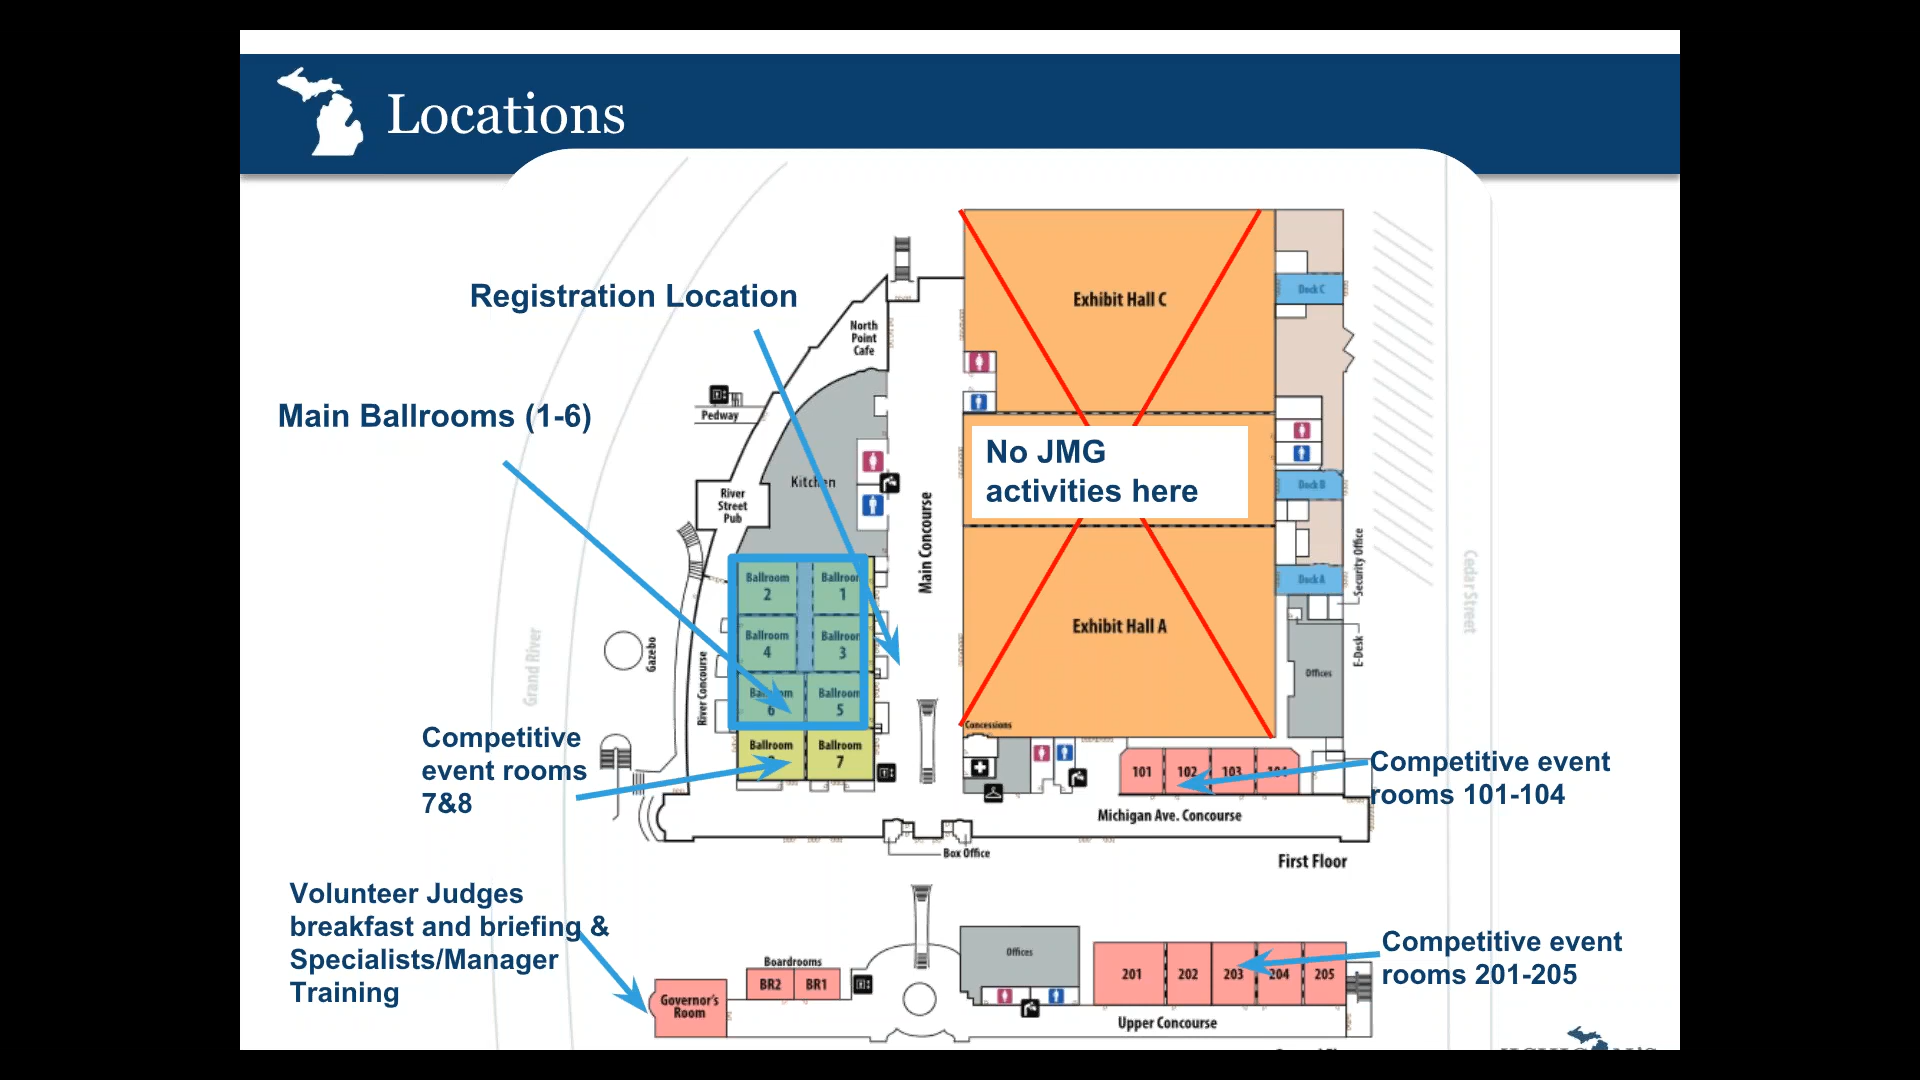 Locations
Registration Location
Main Ballrooms (1-6)
Competitive
event rooms
7&8
Volunteer Judges
breakfast and briefing &
Specialists/Manager
Training
No JMG
activities here
Competitive event
rooms 101-104
Competitive event
rooms 201-205
Exhibit Hall C
Exhibit Hall A
Dock C
Dock B
Dock A
North
Point
Cafe
Pedway
Kitchen
River
Street
Pub
Main Concourse
Ballroom
2
Ballroom
1
Ballroom
4
Ballroom
3
Ballroom
6
Ballroom
5
Ballroom
Ballroom
7
River Concourse
Gazebo
Grand River
Cedar Street
Security Office
E-Desk
Offices
Concessions
101
102
103
104
Michigan Ave. Concourse
Box Office
First Floor
Boardrooms
BR2
BR1
Governor's
Room
Offices
201
202
203
204
205
Upper Concourse